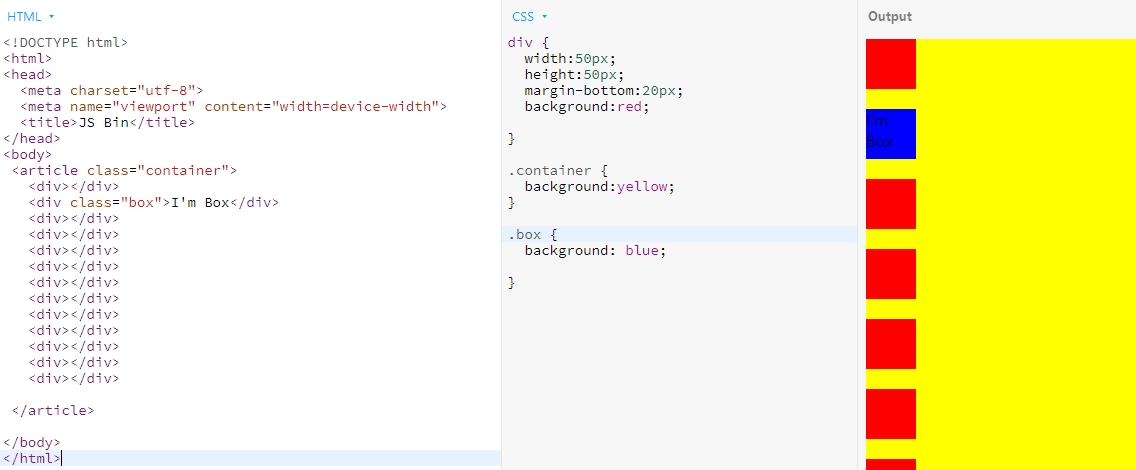 HTML
<!DOCTYPE html>
<html>
<head>
  <meta charset="utf-8">
  <meta name="viewport" content="width=device-width">
  <title>JS Bin</title>
</head>
<body>
 <article class="container">
   <div></div>
   <div class="box">I'm Box</div>
   <div></div>
   <div></div>
   <div></div>
   <div></div>
   <div></div>
   <div></div>
   <div></div>
   <div></div>
   <div></div>
   <div></div>
   <div></div>

 </article>

</body>
</html>
CSS
div {
  width:50px;
  height:50px;
  margin-bottom:20px;
  background:red;

}

.container {
  background:yellow;
}

.box {
  background: blue;

}
Output
I'm
Box